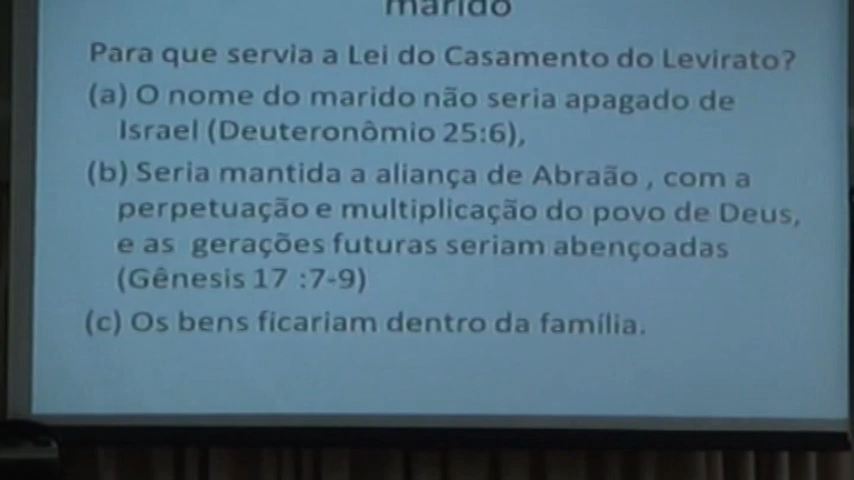 marido
Para que servia a Lei do Casamento do Levirato?
(a) O nome do marido não seria apagado de
Israel (Deuteronômio 25:6),
(b) Seria mantida a aliança de Abraão , com a
perpetuação e multiplicação do povo de Deus,
e as gerações futuras seriam abençoadas
(Gênesis 17 :7-9)
(c) Os bens ficariam dentro da família.